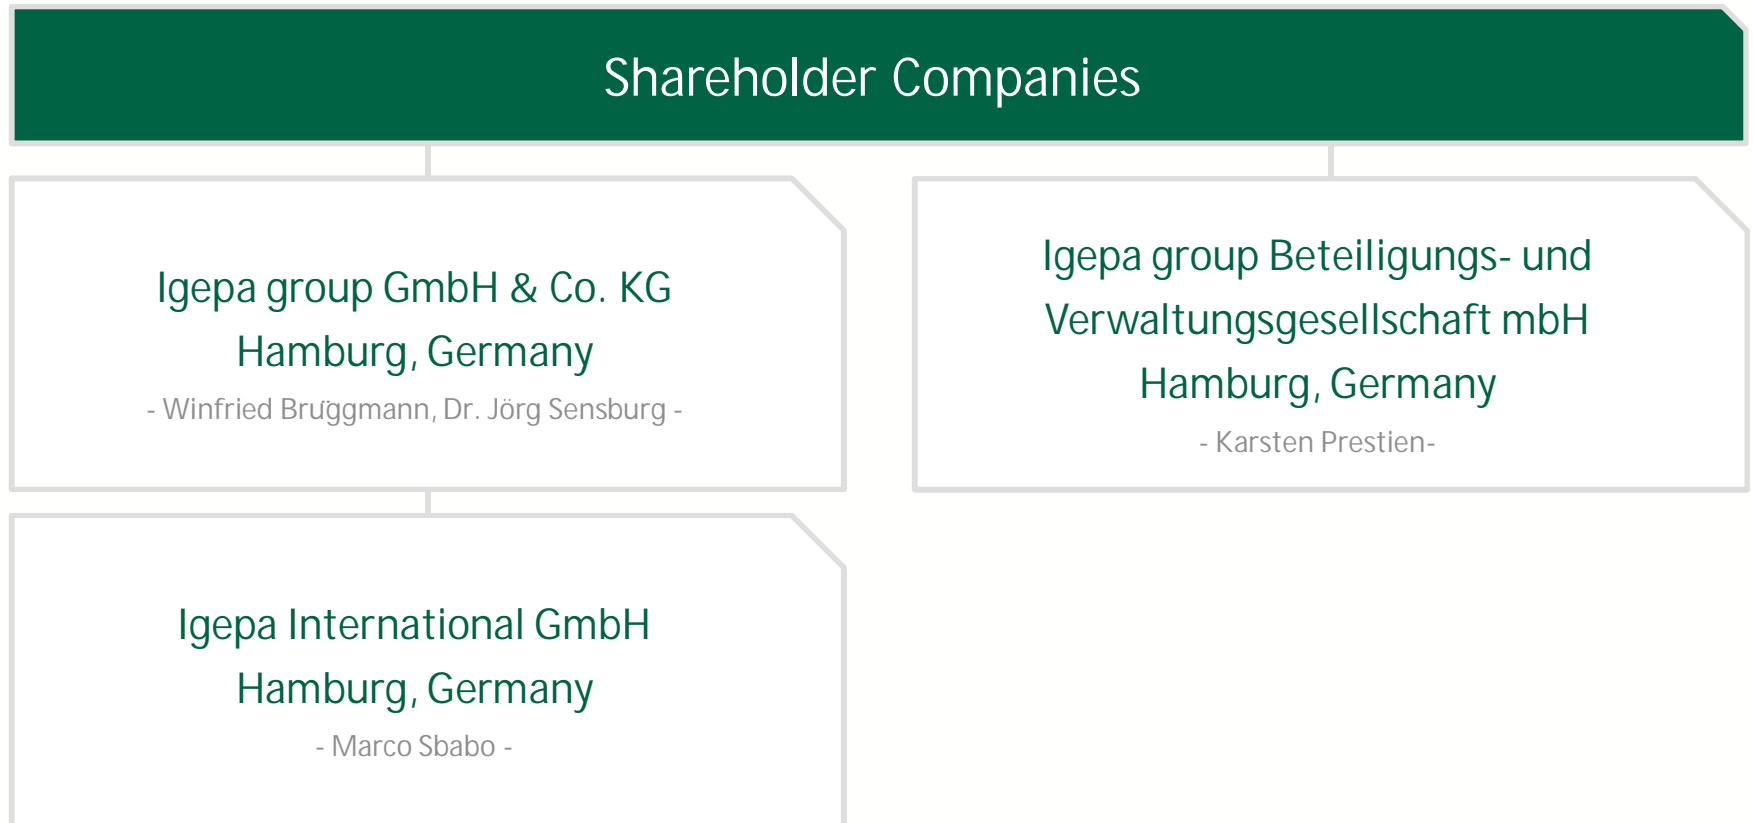 Shareholder Companies
Igepa group GmbH & Co. KG
Hamburg, Germany
- Winfried Brüggmann, Dr. Jörg Sensburg -
Igepa group Beteiligungs- und
Verwaltungsgesellschaft mbH
Hamburg, Germany
- Karsten Prestien-
Igepa International GmbH
Hamburg, Germany
- Marco Sbabo -